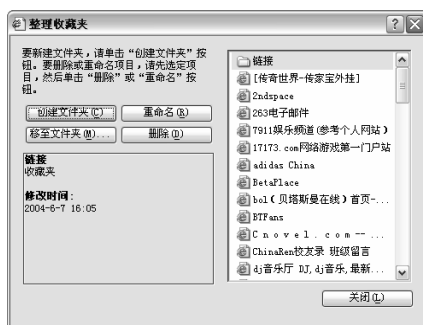 整理收藏夹
要新建文件夹，请单击“创建文件夹”按
钮。要删除或重命名项目，请先选定项
目，然后单击“删除”或“重命名”按
钮。
创建文件夹(C)
重命名(R)
移至文件夹(M)...
删除(D)
链接
收藏夹
修改时间:
2004-6-7 16:05
链接
[传奇世界-传家宝外挂]
2ndspace
263电子邮件
7911娱乐频道(参考个人网站)
17173.com网络游戏第一门户站
adidas China
BetaPlace
bol(贝塔斯曼在线)首页-...
BTFans
Cnovel.com--...
ChinaRen校友录 班级留言
dj音乐厅 DJ,dj音乐,最新...
关闭(L)